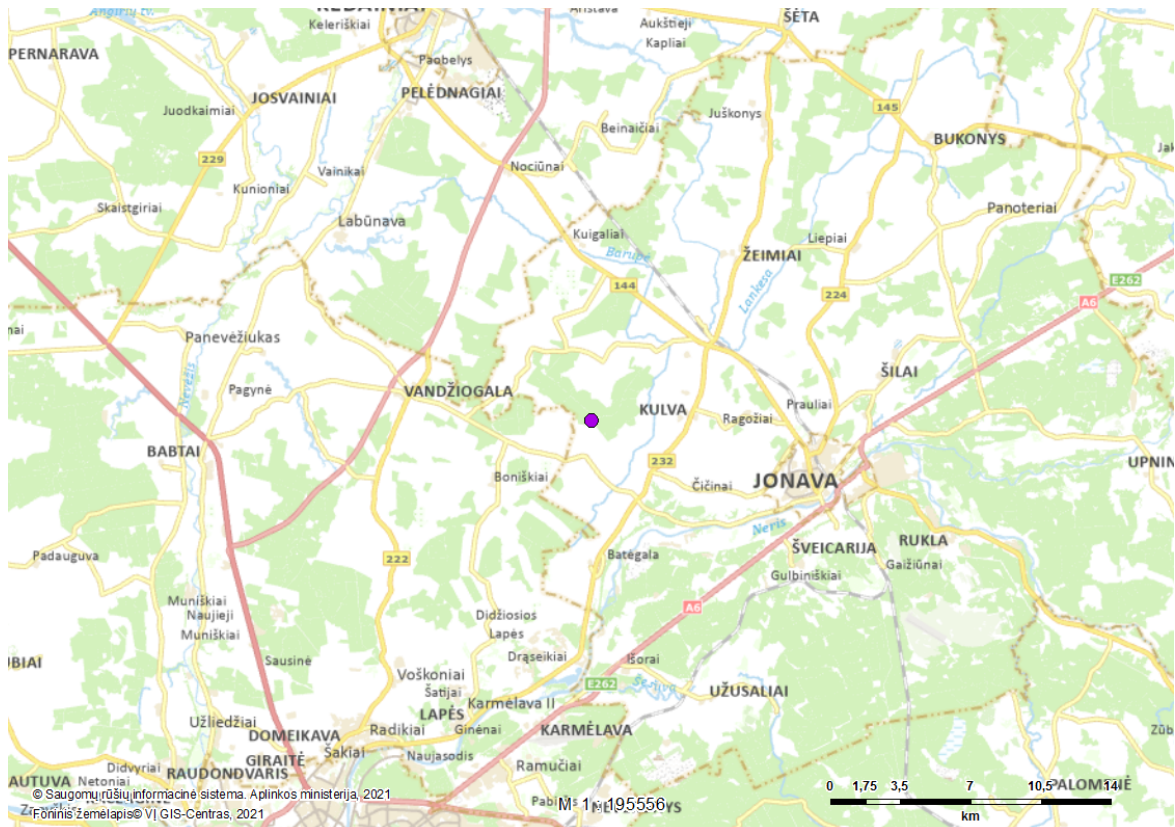 ŠĖTA
Aukštieji
Kapliai
Keleriškiai
PERNARAVA
Paobelys
PELĖDNAGIAI
JOSVAINIAI
Juodkaimiai
145
Juškonys
Beinaičiai
BUKONYS
229
Nociūnai
Vainikai
Kunioniai
Skaistgiriai
Labūnava
Panoteriai
Kuigaliai
Liepiai
Barupė
ŽEIMIAI
Lankesa
144
E262
224
A6
Panevėžiukas
Nevėžis
ŠILAI
Pagynė
VANDŽIOGALA
KULVA
Prauliai
Ragožiai
BABTAI
232
UPNIN
Boniškiai
Čičinai
JONAVA
Neris
RUKLA
ŠVEICARIJA
Padauguva
222
Batėgala
Gaižiūnai
Gulbiniškiai
Muniškiai
Naujieji
Muniškiai
A6
Didžiosios
Lapės
Drąseikiai
Sausinė
Išorai
Voškoniai
E262
Šatijai
UŽUSALIAI
Karmėlava II
LAPĖS
Užliedžiai
Radikiai
Ginėnai
KARMĖLAVA
DOMEIKAVA
Šakiai
Naujasodis
GIRAITĖ
Didvyriai
RAUDONDVARIS
Ramučiai
Netoniai
© Saugomų rūšių informacinė sistema. Aplinkos ministerija, 2021
Foninis žemėlapis© VĮ GIS-Centras, 2021
M 1 : 195556
0 1,75 3,5 7 10,5 14
km